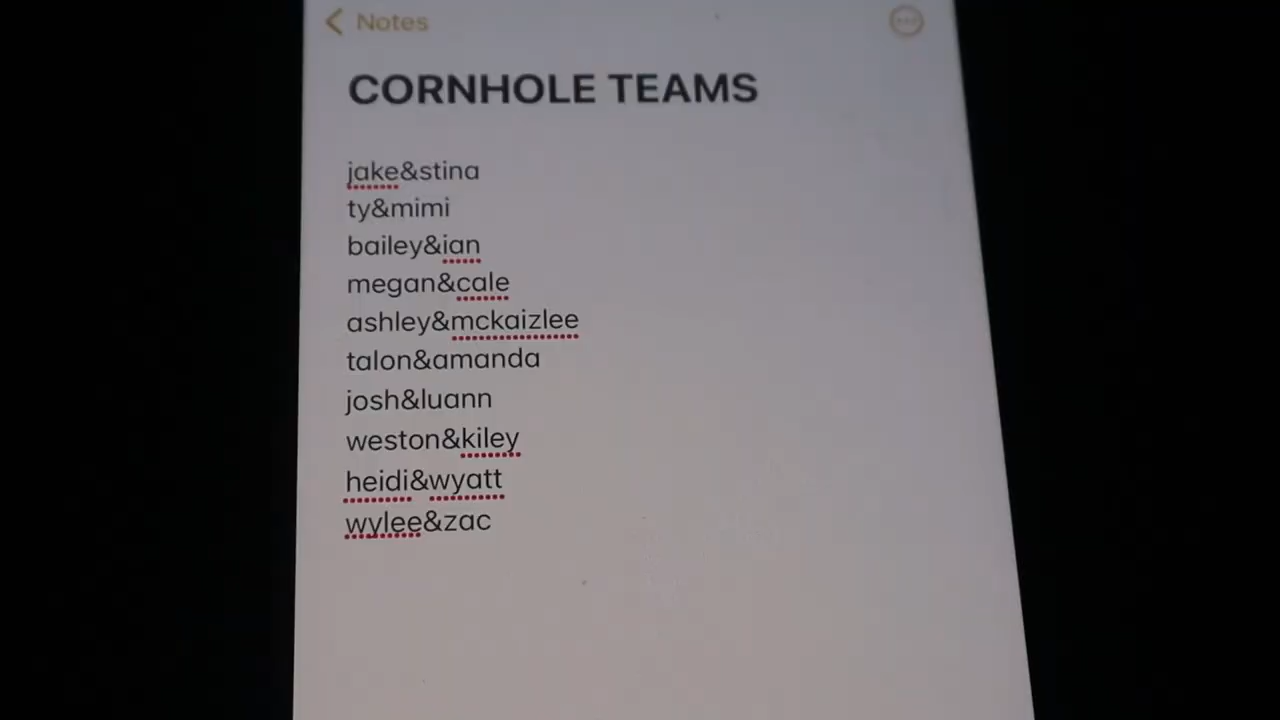 Notes
CORNHOLE TEAMS
jake&stina
ty&mimi
bailey&ian
megan&cale
ashley&mckaizlee
talon&amanda
josh&luann
weston&kiley
heidi&wyatt
wylee&zac